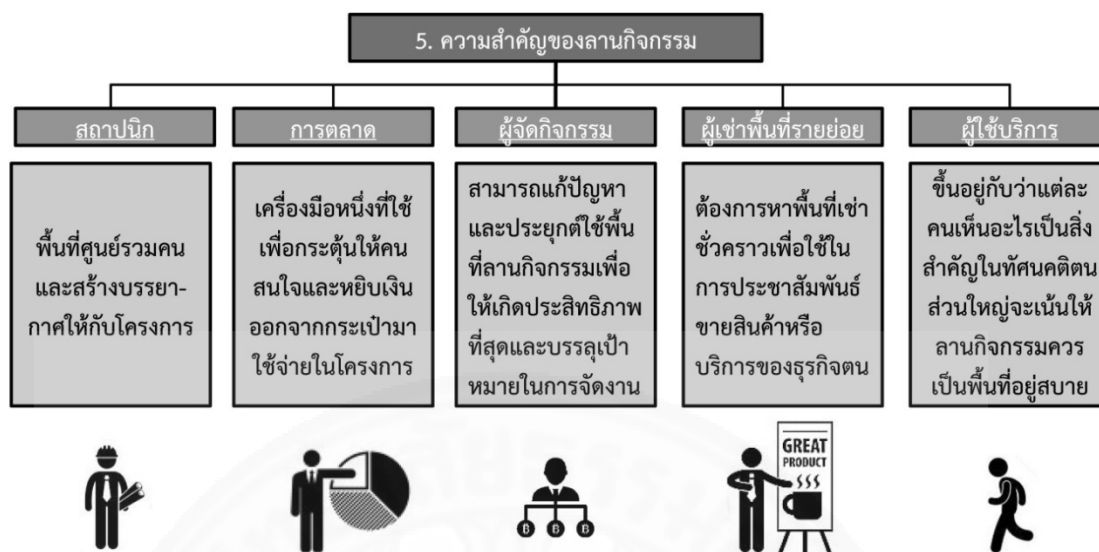 5. ความสำคัญของลานกิจกรรม
สถาปนิก
พื้นที่ศูนย์รวมคน
และสร้างบรรยา-
กาศให้กับโครงการ
การตลาด
เครื่องมือหนึ่งที่ใช้
เพื่อกระตุ้นให้คน
สนใจและหยิบเงิน
ออกจากกระเป๋ามา
ใช้จ่ายในโครงการ
ผู้จัดกิจกรรม
สามารถแก้ปัญหา
และประยุกต์ใช้พื้น
ที่ลานกิจกรรมเพื่อ
ให้เกิดประสิทธิภาพ
ที่สุดและบรรลุเป้า
หมายในการจัดงาน
ผู้เช่าพื้นที่รายย่อย
ต้องการหาพื้นที่เช่า
ชั่วคราวเพื่อใช้ใน
การประชาสัมพันธ์
ขายสินค้าหรือ
บริการของธุรกิจตน
ผู้ใช้บริการ
ขึ้นอยู่กับว่าแต่ละ
คนเห็นอะไรเป็นสิ่ง
สำคัญในทัศนคติตน
ส่วนใหญ่จะเน้นให้
ลานกิจกรรมควร
เป็นพื้นที่อยู่สบาย
฿ ฿ ฿
GREAT
PRODUCT